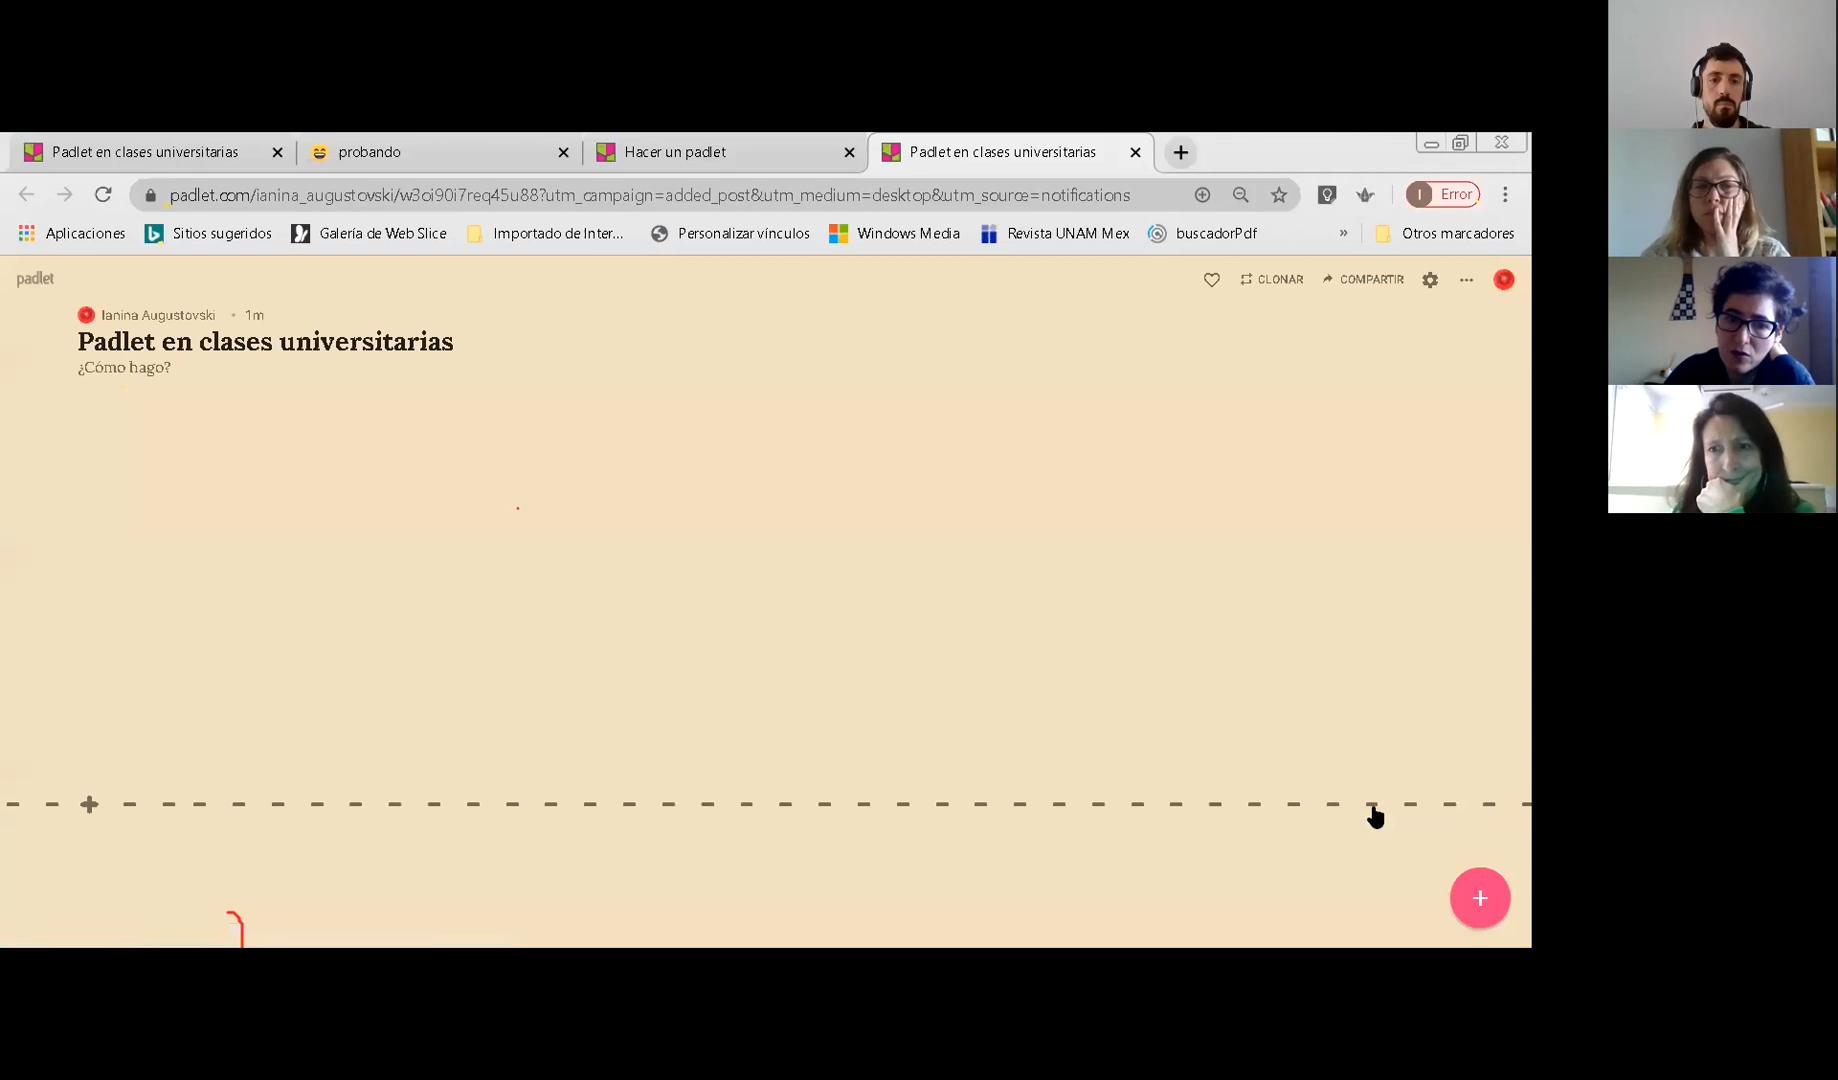 Padlet en clases universitarias
probando
Hacer un padlet
Padlet en clases universitarias
padlet.com/ianina_augustovski/w3oi90i7req45u88?utm_campaign=added_post&utm_medium=desktop&utm_source=notifications
I Error
Aplicaciones
Sitios sugeridos
Galería de Web Slice
Importado de Inter...
Personalizar vínculos
Windows Media
Revista UNAM Mex
buscadorPdf
»
Otros marcadores
padlet
CLONAR
COMPARTIR
Ianina Augustovski • 1m
Padlet en clases universitarias
¿Cómo hago?